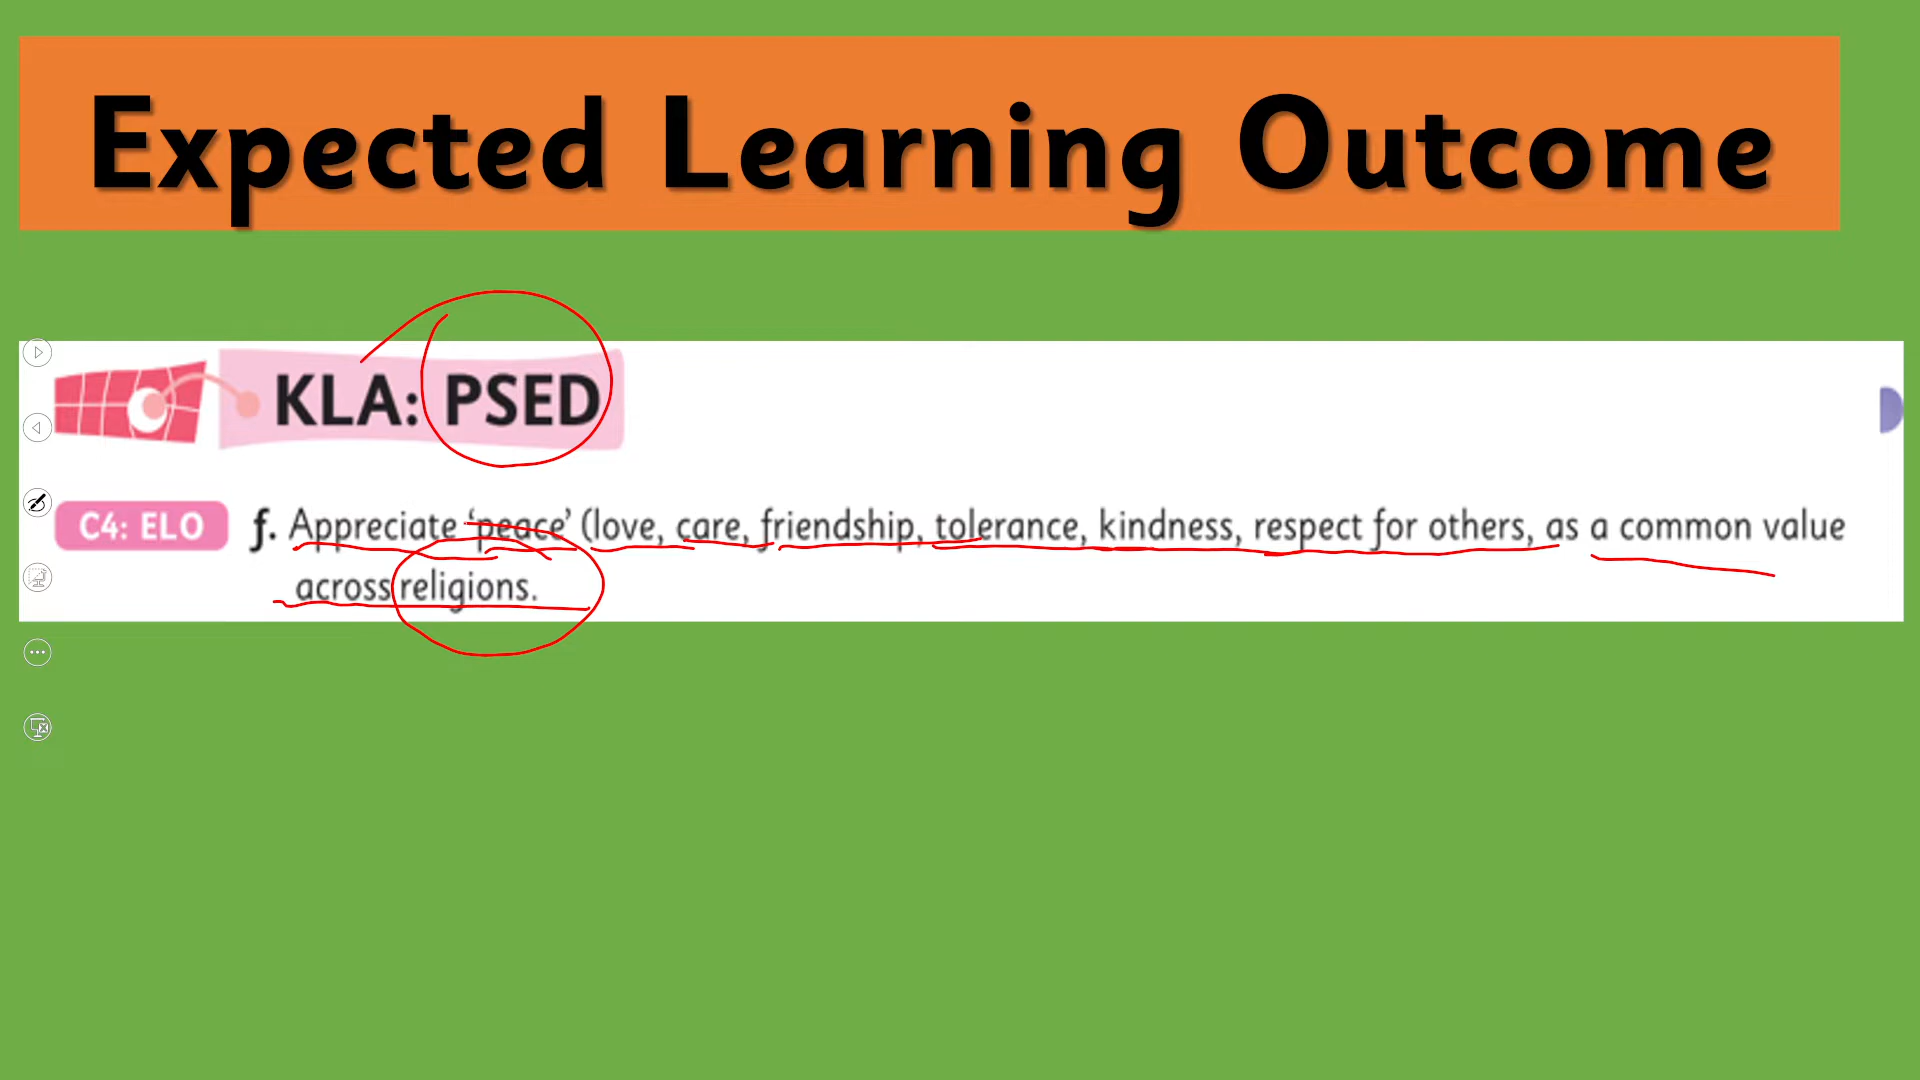 Expected Learning Outcome
KLA: PSED
C4: ELO f. Appreciate ‘peace’ (love, care, friendship, tolerance, kindness, respect for others, as a common value
across religions.